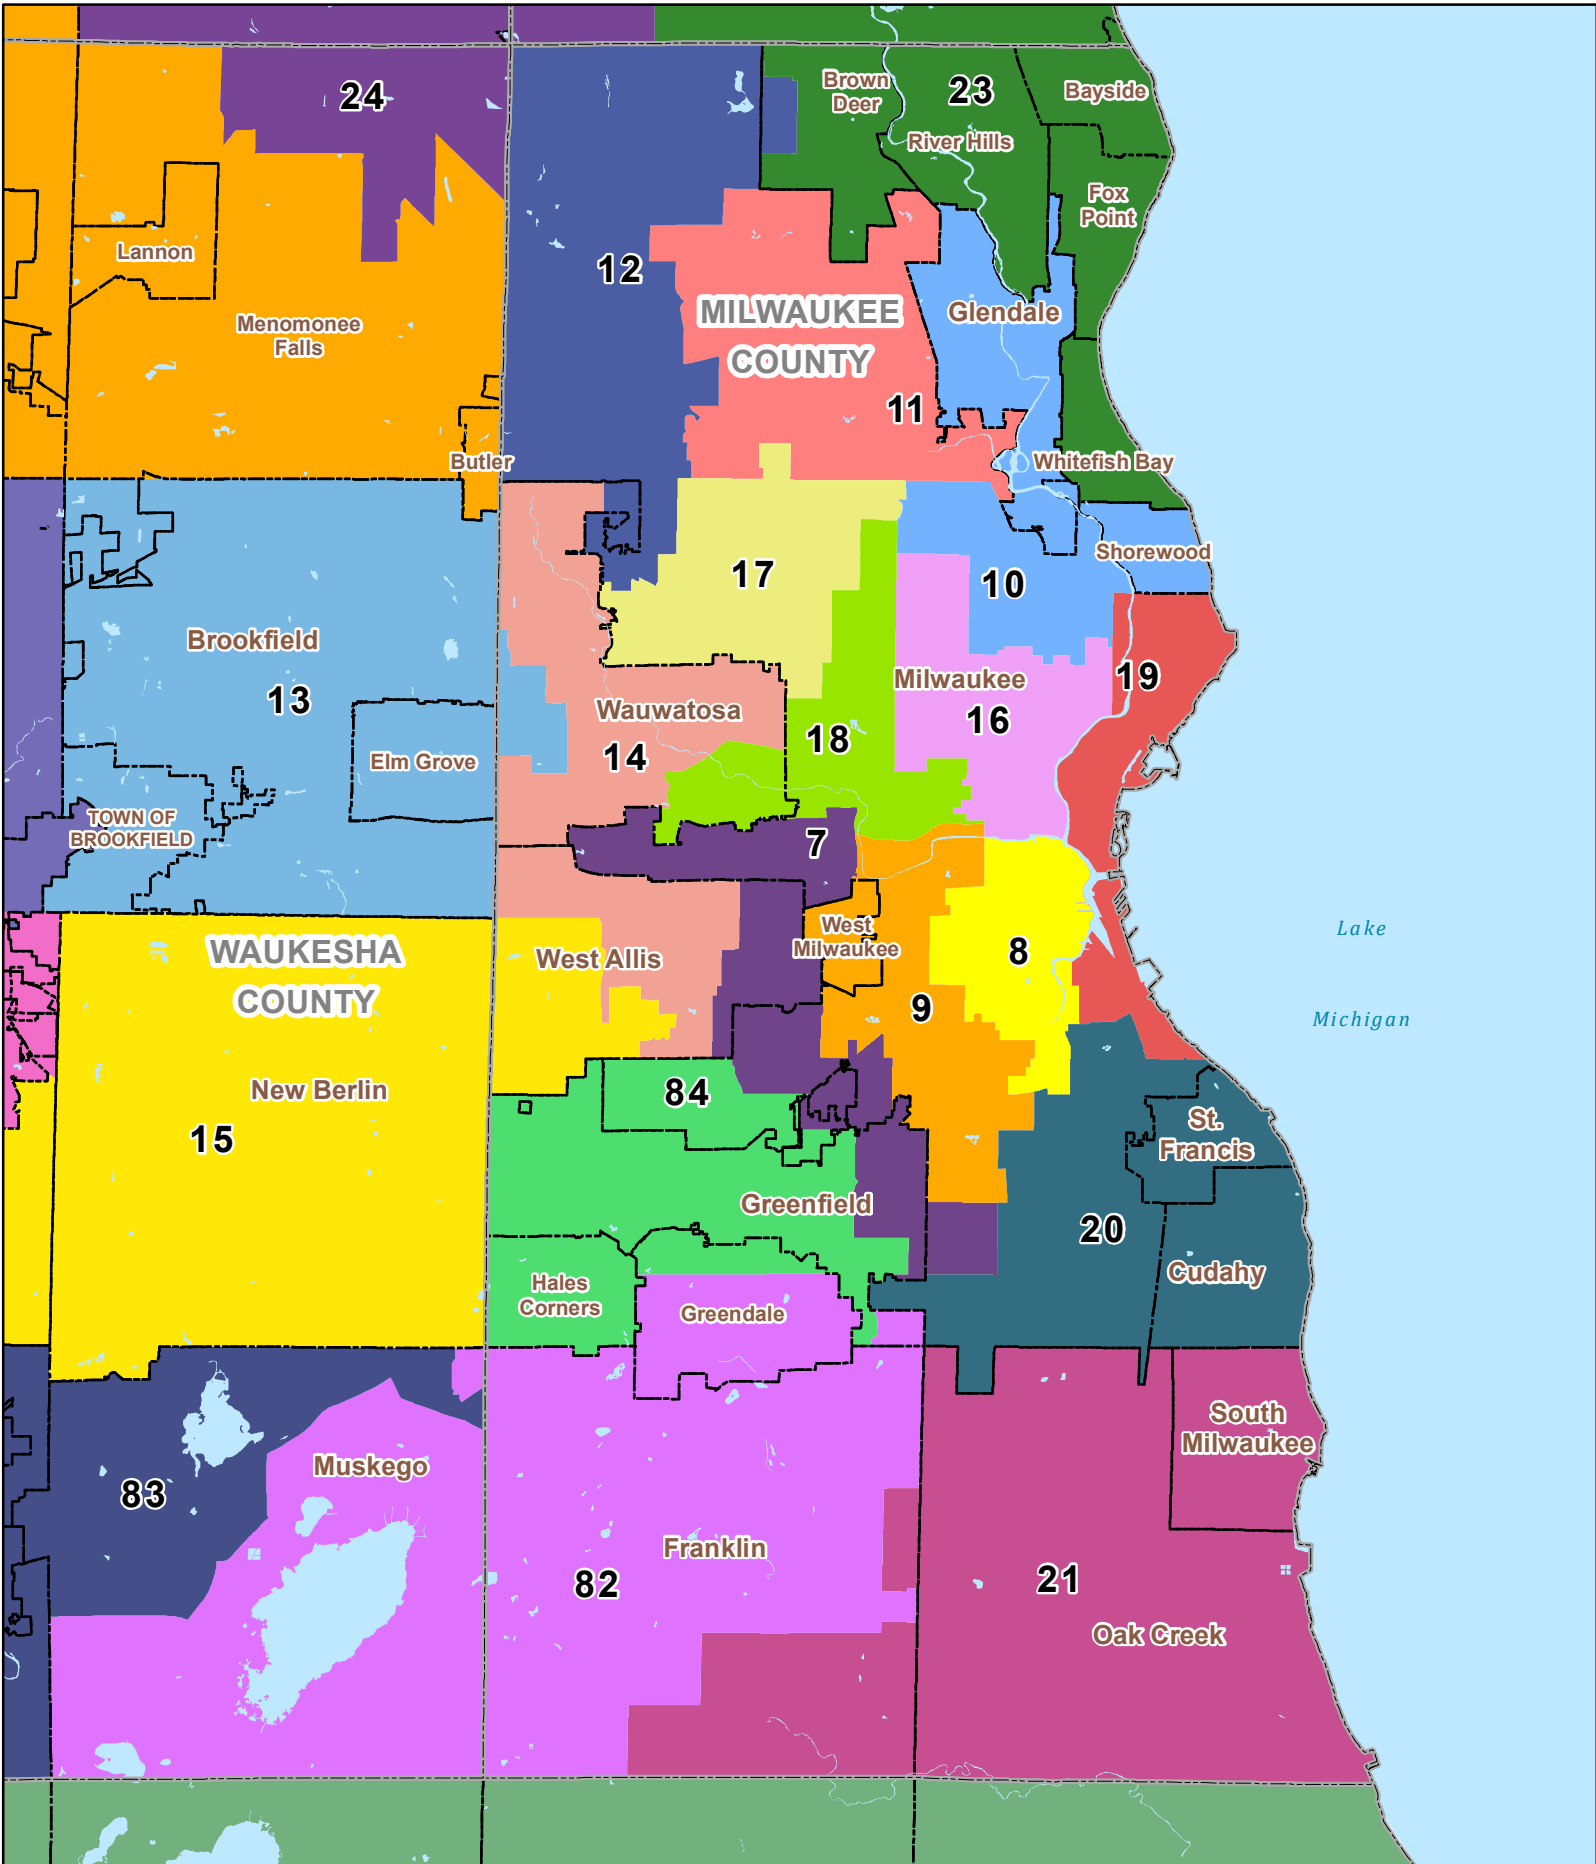 24
Brown
Deer
23
Bayside
River Hills
Fox
Point
Lannon
12
Menomonee
Falls
MILWAUKEE
COUNTY
Glendale
11
Butler
Whitefish Bay
Shorewood
17
10
Brookfield
13
Wauwatosa
14
Milwaukee
19
16
18
Elm Grove
TOWN OF
BROOKFIELD
7
West
Milwaukee
8
Lake
WAUKESHA
COUNTY
West Allis
9
Michigan
New Berlin
15
84
St.
Francis
Greenfield
20
Hales
Corners
Greendale
Cudahy
South
Milwaukee
Muskego
83
Franklin
82
21
Oak Creek